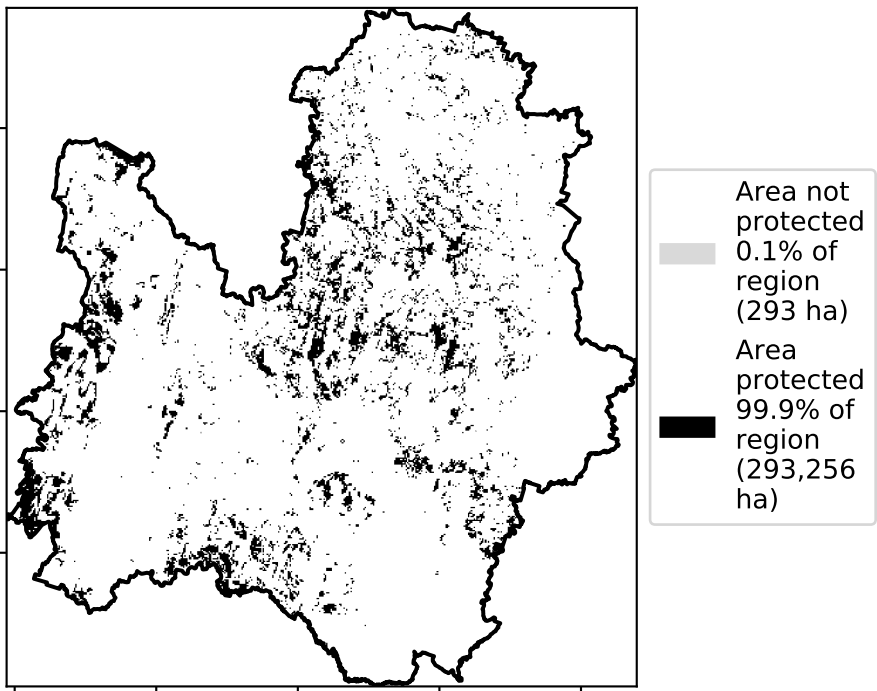 Area not
protected
0.1% of
region
(293 ha)
Area
protected
99.9% of
region
(293,256
ha)